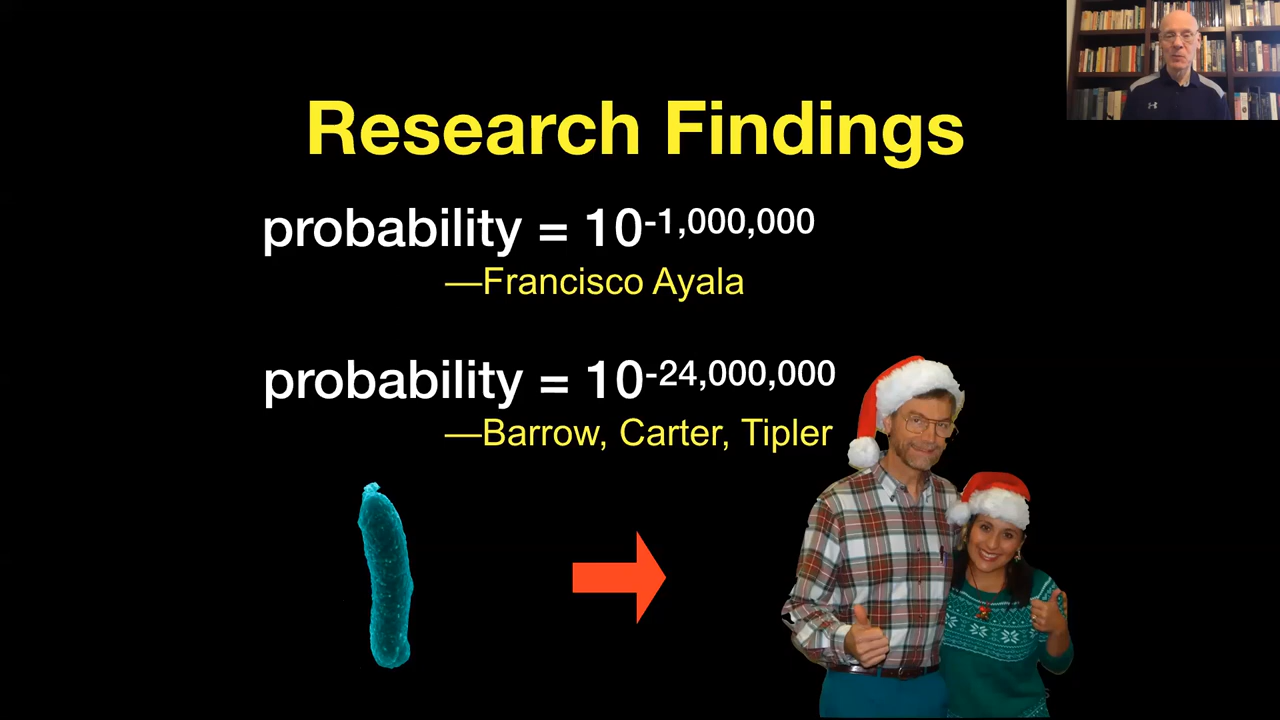 Research Findings
probability = 10-1,000,000
—Francisco Ayala
probability = 10-24,000,000
—Barrow, Carter, Tipler